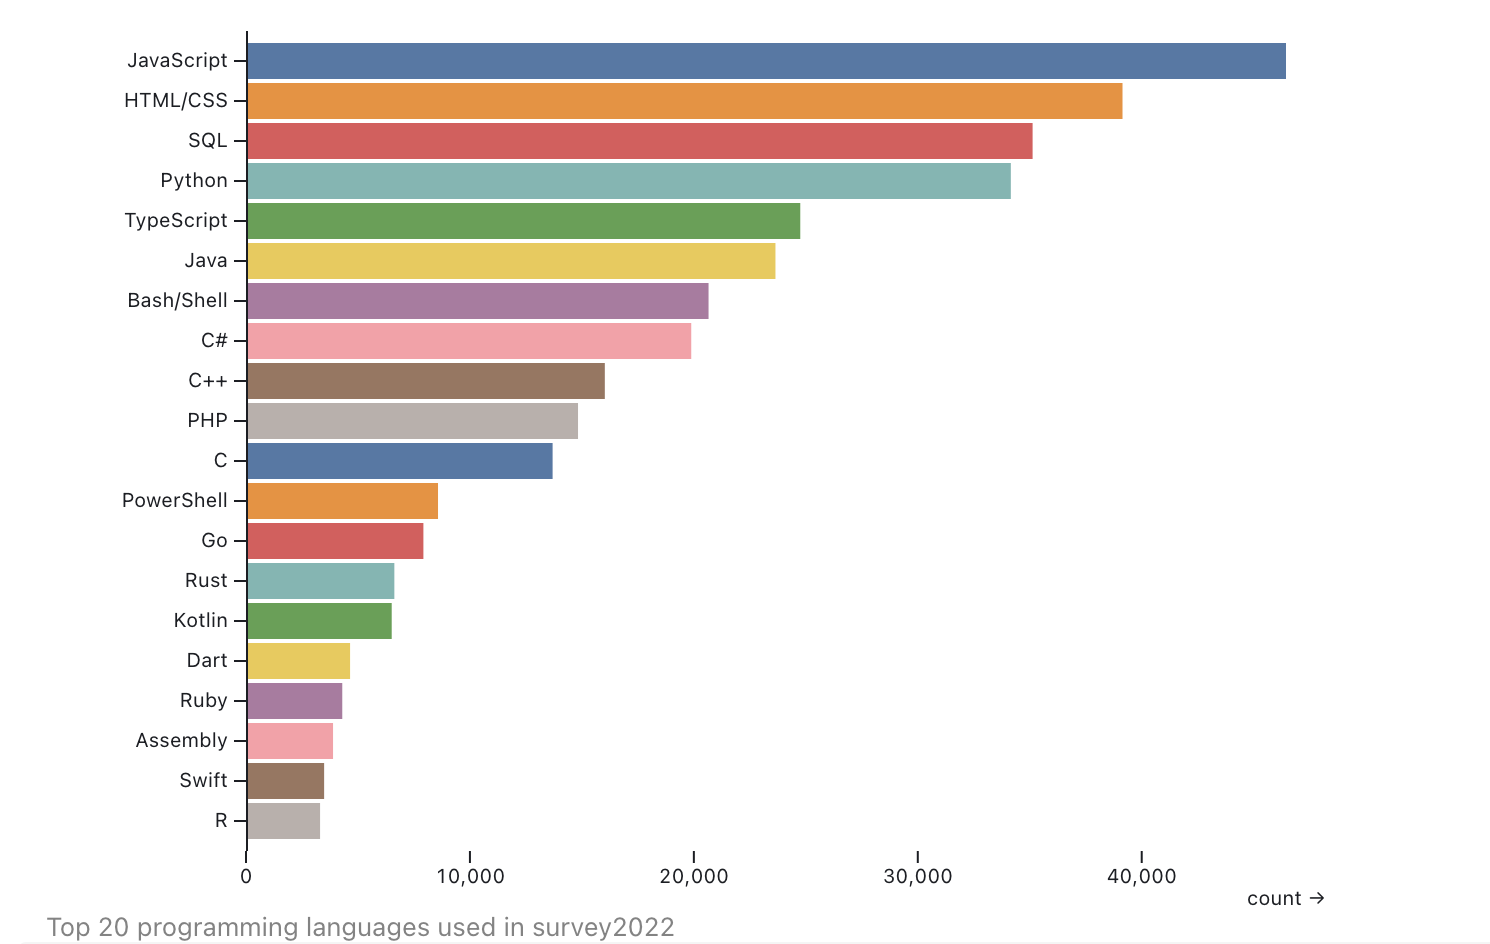 JavaScript
HTML/CSS
SQL
Python
TypeScript
Java
Bash/Shell
C#
C++
PHP
C
PowerShell
Go
Rust
Kotlin
Dart
Ruby
Assembly
Swift
R
0 10,000 20,000 30,000 40,000
count →
Top 20 programming languages used in survey2022